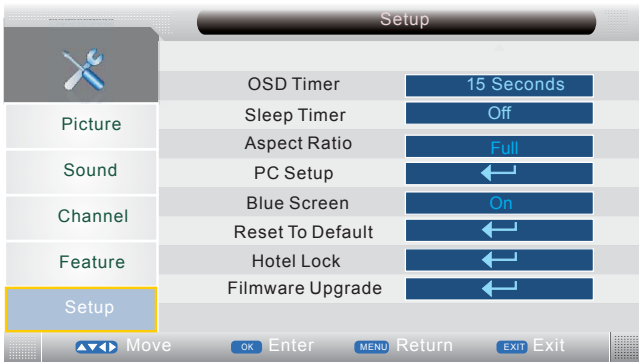 Setup
OSD Timer 15 Seconds
Sleep Timer Off
Picture
Aspect Ratio Full
Sound
PC Setup
Blue Screen On
Channel
Reset To Default
Feature
Hotel Lock
Filmware Upgrade
Setup
Move OK Enter MENU Return EXIT Exit